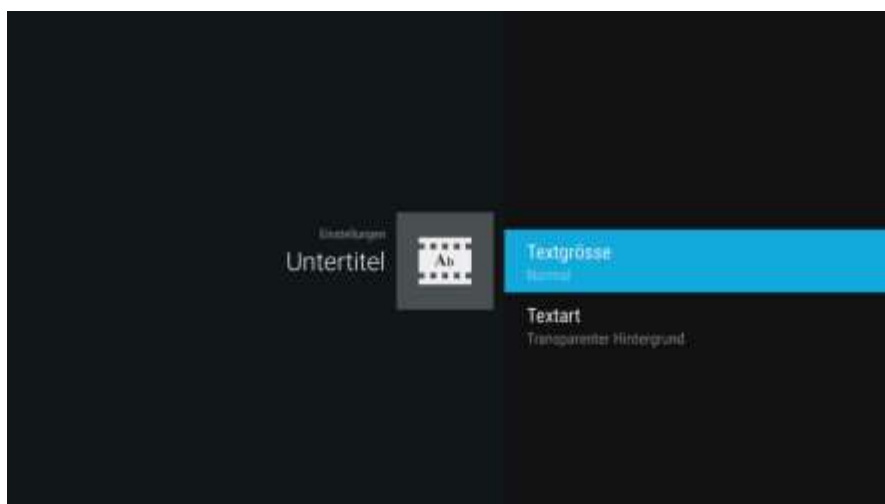 Einstellungen
Untertitel
Ab
Textgrösse
Normal
Textart
Transparenter Hintergrund